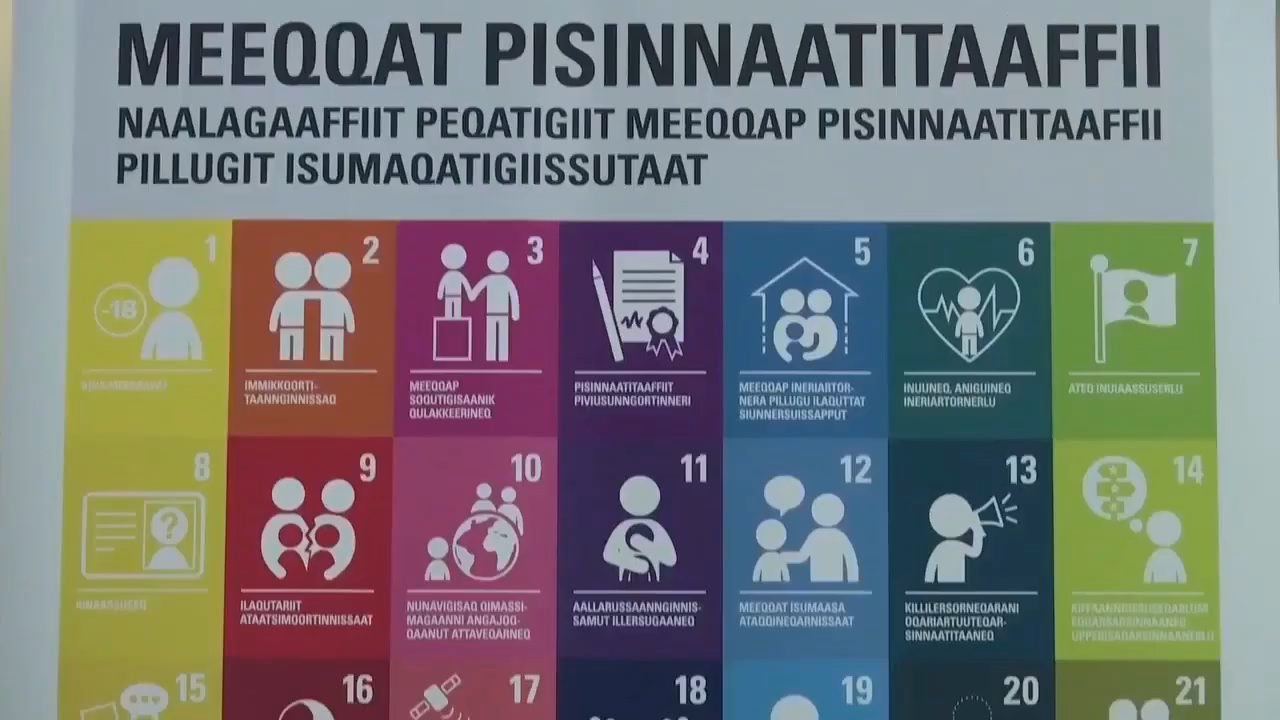 MEEQQAT PISINNAATITAAFFII
NAALAGAAFFIIT PEQATIGIIT MEEQQAP PISINNAATITAAFFII
PILLUGIT ISUMAQATIGIISSUTAAT
1
-18
2
IMMIKKOORTI-
TAANNGINNISSAQ
3
MEEQQAP
SOQUTIGISAANIK
QULAKKEERINEQ
4
PISINNAATITAAFFIIT
PIVIUSUNNGORTINNERI
5
MEEQQAP INERIARTOR-
NERA PILLUGU ILAQUTTAT
SIUNNERSUISSAPPUT
6
INUUNEQ, ANIGUINEQ
INERIARTORNERLU
7
ATEQ INUIAASSUSERLU
8
?
9
ILAQUTARIIT
ATAATSIMOORTINNISSAAT
10
NUNAVIGISAQ QIMASSI-
MAGAANNI ANGAJOQ-
QAANUT ATTAVEQARNEQ
11
AALLARUSSAANNGINNIS-
SAMUT ILLERSUGAANEQ
12
MEEQQAT ISUMAASA
ATAQQINEQARNISSAAT
13
KILLILERSORNEQARANI
OQARIARTUUTEQAR-
SINNAATITAANEQ
14
15
16
17
18
19
20
21